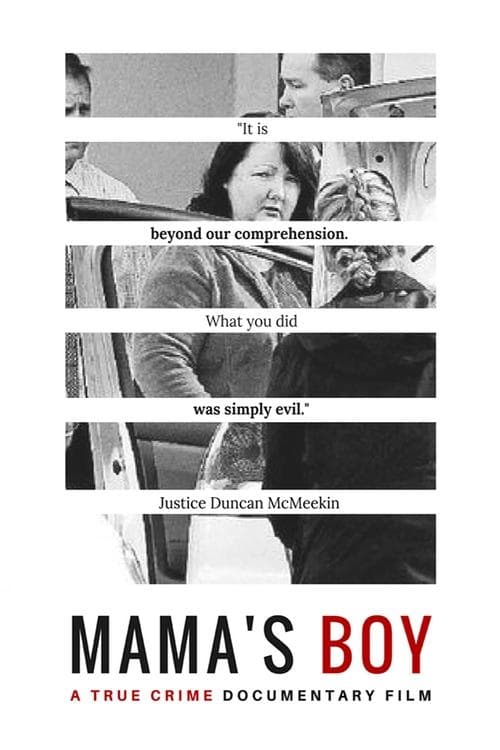 "It is
beyond our comprehension.
What you did
was simply evil."
Justice Duncan McMeekin
MAMA'S BOY
A TRUE CRIME DOCUMENTARY FILM